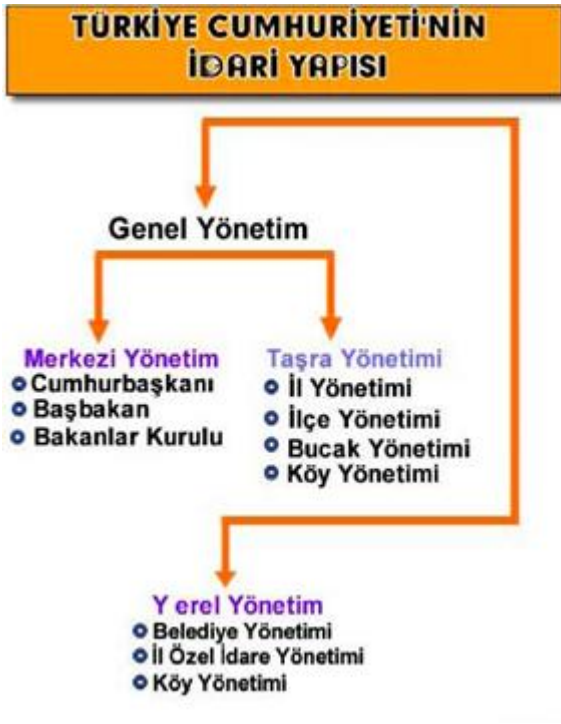 TÜRKİYE CUMHURİYETİ'NİN
İDARİ YAPISI
Genel Yönetim
Merkezi Yönetim
Cumhurbaşkanı
Başbakan
Bakanlar Kurulu
Taşra Yönetimi
İl Yönetimi
İlçe Yönetimi
Bucak Yönetimi
Köy Yönetimi
Y erel Yönetim
Belediye Yönetimi
İl Özel İdare Yönetimi
Köy Yönetimi